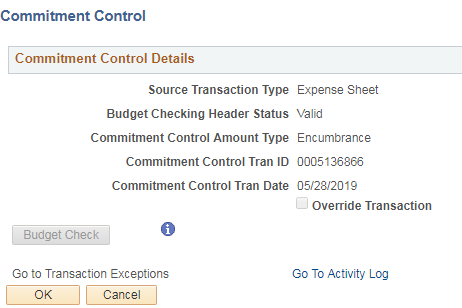 Commitment Control
Commitment Control Details
Source Transaction Type Expense Sheet
Budget Checking Header Status Valid
Commitment Control Amount Type Encumbrance
Commitment Control Tran ID 0005136866
Commitment Control Tran Date 05/28/2019
Override Transaction
Budget Check
Go to Transaction Exceptions Go To Activity Log
OK Cancel